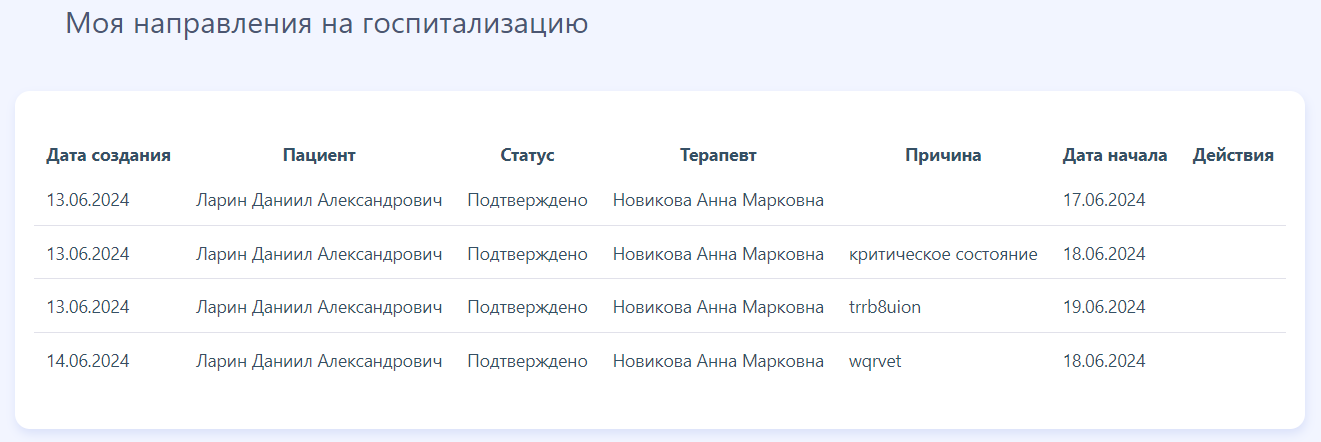 Моя направления на госпитализацию
Дата создания Пациент Статус Терапевт Причина Дата начала Действия
13.06.2024 Ларин Даниил Александрович Подтверждено Новикова Анна Марковна 17.06.2024
13.06.2024 Ларин Даниил Александрович Подтверждено Новикова Анна Марковна критическое состояние 18.06.2024
13.06.2024 Ларин Даниил Александрович Подтверждено Новикова Анна Марковна trrb8uion 19.06.2024
14.06.2024 Ларин Даниил Александрович Подтверждено Новикова Анна Марковна wqrvet 18.06.2024